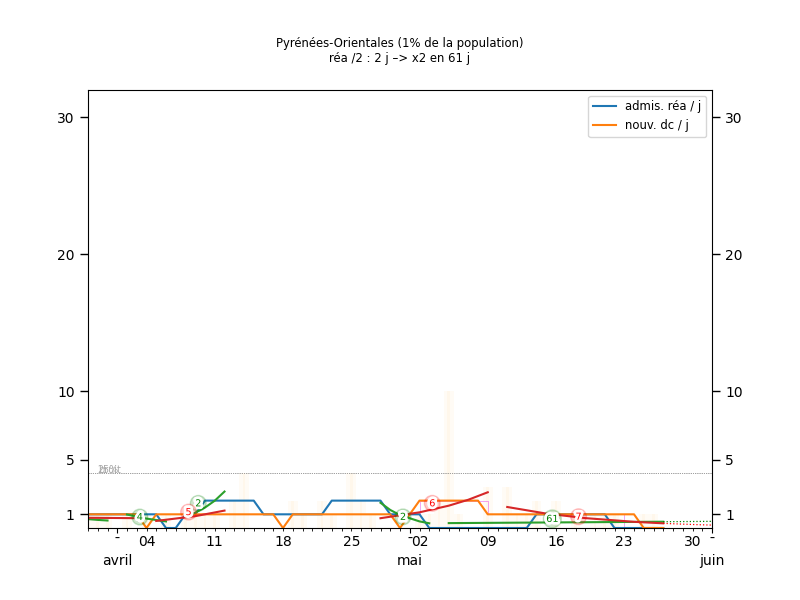 Pyrénées-Orientales (1% de la population)
réa /2 : 2 j –> x2 en 61 j
admis. réa / j
nouv. dc / j
30 30
20 20
10 10
5 5
1 1
4 5 2 2 6 61 7
- 04 11 18 25 -02 09 16 23 30 -
avril mai juin